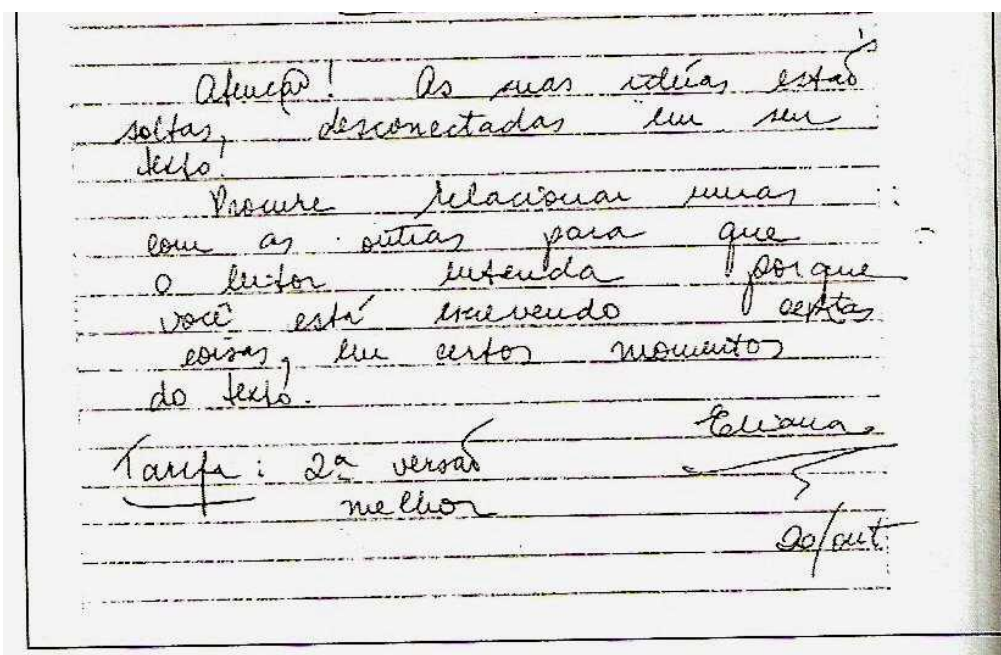 Atenção! As suas idéias estão
soltas, desconectadas em seu
texto!
Procure relacionar umas
com as outras para que
o leitor entenda porque
você está escrevendo certas
coisas, em certos momentos
do texto.
Eliana
Tarefa: 2ª versão
melhor
20/out